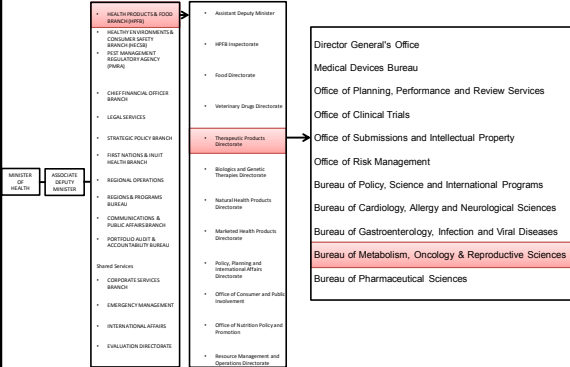 MINISTER
OF
HEALTH
ASSOCIATE
DEPUTY
MINISTER
• HEALTH PRODUCTS & FOOD
BRANCH (HPFB)
• HEALTHY ENVIRONMENTS &
CONSUMER SAFETY
BRANCH (HECSB)
• PEST MANAGEMENT
REGULATORY AGENCY
(PMRA)
• CHIEF FINANCIAL OFFICER
BRANCH
• LEGAL SERVICES
• STRATEGIC POLICY BRANCH
• FIRST NATIONS & INUIT
HEALTH BRANCH
• REGIONAL OPERATIONS
• REGIONS & PROGRAMS
BUREAU
• COMMUNICATIONS &
PUBLIC AFFAIRS BRANCH
• PORTFOLIO AUDIT &
ACCOUNTABILITY BUREAU
Shared Services
• CORPORATE SERVICES
BRANCH
• EMERGENCY MANAGEMENT
• INTERNATIONAL AFFAIRS
• EVALUATION DIRECTORATE
• Assistant Deputy Minister
• HPFB Inspectorate
• Food Directorate
• Veterinary Drugs Directorate
• Therapeutic Products
Directorate
• Biologics and Genetic
Therapies Directorate
• Natural Health Products
Directorate
• Marketed Health Products
Directorate
• Policy, Planning and
International Affairs
Directorate
• Office of Consumer and Public
Involvement
• Office of Nutrition Policy and
Promotion
• Resource Management and
Operations Directorate
Director General's Office
Medical Devices Bureau
Office of Planning, Performance and Review Services
Office of Clinical Trials
Office of Submissions and Intellectual Property
Office of Risk Management
Bureau of Policy, Science and International Programs
Bureau of Cardiology, Allergy and Neurological Sciences
Bureau of Gastroenterology, Infection and Viral Diseases
Bureau of Metabolism, Oncology & Reproductive Sciences
Bureau of Pharmaceutical Sciences